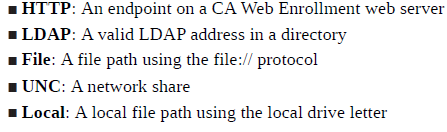 ■ HTTP: An endpoint on a CA Web Enrollment web server
■ LDAP: A valid LDAP address in a directory
■ File: A file path using the file:// protocol
■ UNC: A network share
■ Local: A local file path using the local drive letter